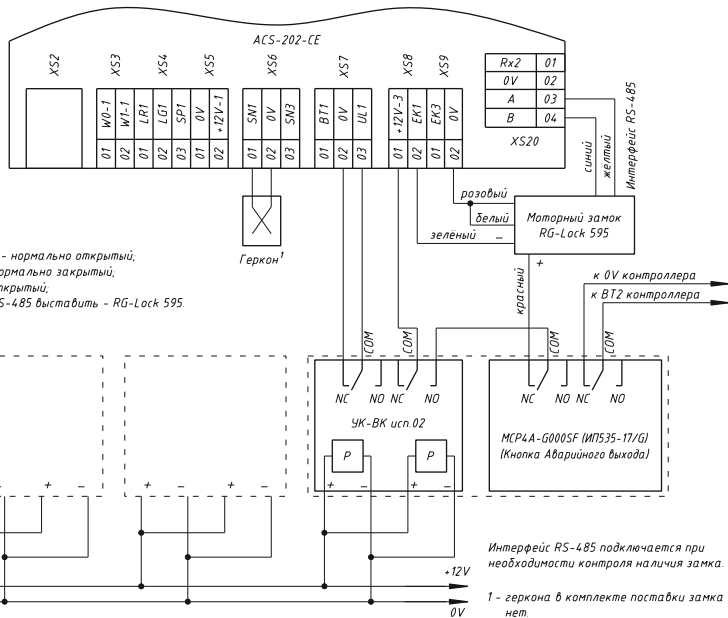 ACS-202-CE
XS2
XS3
XS4
XS5
XS6
XS7
XS8
XS9
Rx2 01
0V 02
A 03
B 04
XS20
W0-1
W1-1
LR1
LG1
SP1
0V
+12V-1
SN1
0V
SN3
BT1
0V
UL1
+12V-3
EK1
EK3
0V
01
02
01
02
03
01
02
01
02
03
01
02
03
01
02
01
02
синий
жёлтый
Интерфейс RS-485
розовый
белый
зелёный –
Моторный замок
RG-Lock 595
Геркон¹
+
красный
- нормально открытый;
ормально закрытый;
ткрытый;
S-485 выставить - RG-Lock 595.
к 0V контроллера
к BT2 контроллера
COM
COM
COM
COM
NC NO NC NO
NC NO NC NO
УК-ВК исп.02
P
P
MCP4A-G000SF (ИП535-17/G)
(Кнопка Аварийного выхода)
– + – + – + – + –
+12V
0V
Интерфейс RS-485 подключается при
необходимости контроля наличия замка.
1 - геркона в комплекте поставки замка
нет.